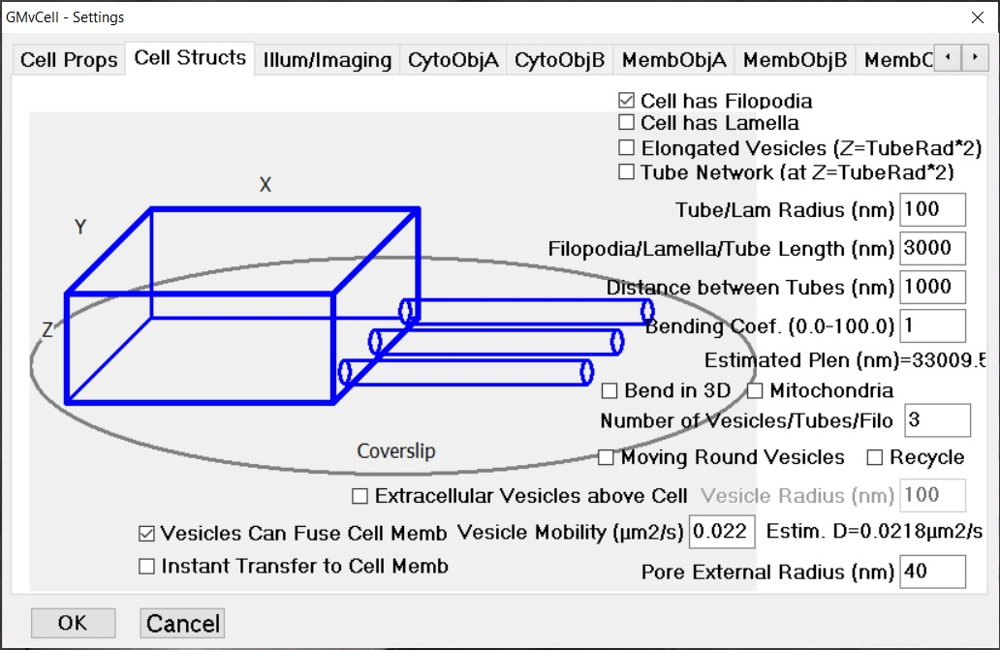 GMvCell - Settings
Cell Props Cell Structs Illum/Imaging CytoObjA CytoObjB MembObjA MembObjB MembC
Cell has Filopodia
Cell has Lamella
Elongated Vesicles (Z=TubeRad*2)
Tube Network (at Z=TubeRad*2)
X
Y
Tube/Lam Radius (nm) 100
Filopodia/Lamella/Tube Length (nm) 3000
Distance between Tubes (nm) 1000
Z
Bending Coef. (0.0-100.0) 1
Estimated Plen (nm)=33009.5
Bend in 3D Mitochondria
Number of Vesicles/Tubes/Filo 3
Coverslip
Moving Round Vesicles Recycle
Extracellular Vesicles above Cell Vesicle Radius (nm) 100
Vesicles Can Fuse Cell Memb Vesicle Mobility (µm2/s) 0.022 Estim. D=0.0218µm2/s
Instant Transfer to Cell Memb
Pore External Radius (nm) 40
OK Cancel